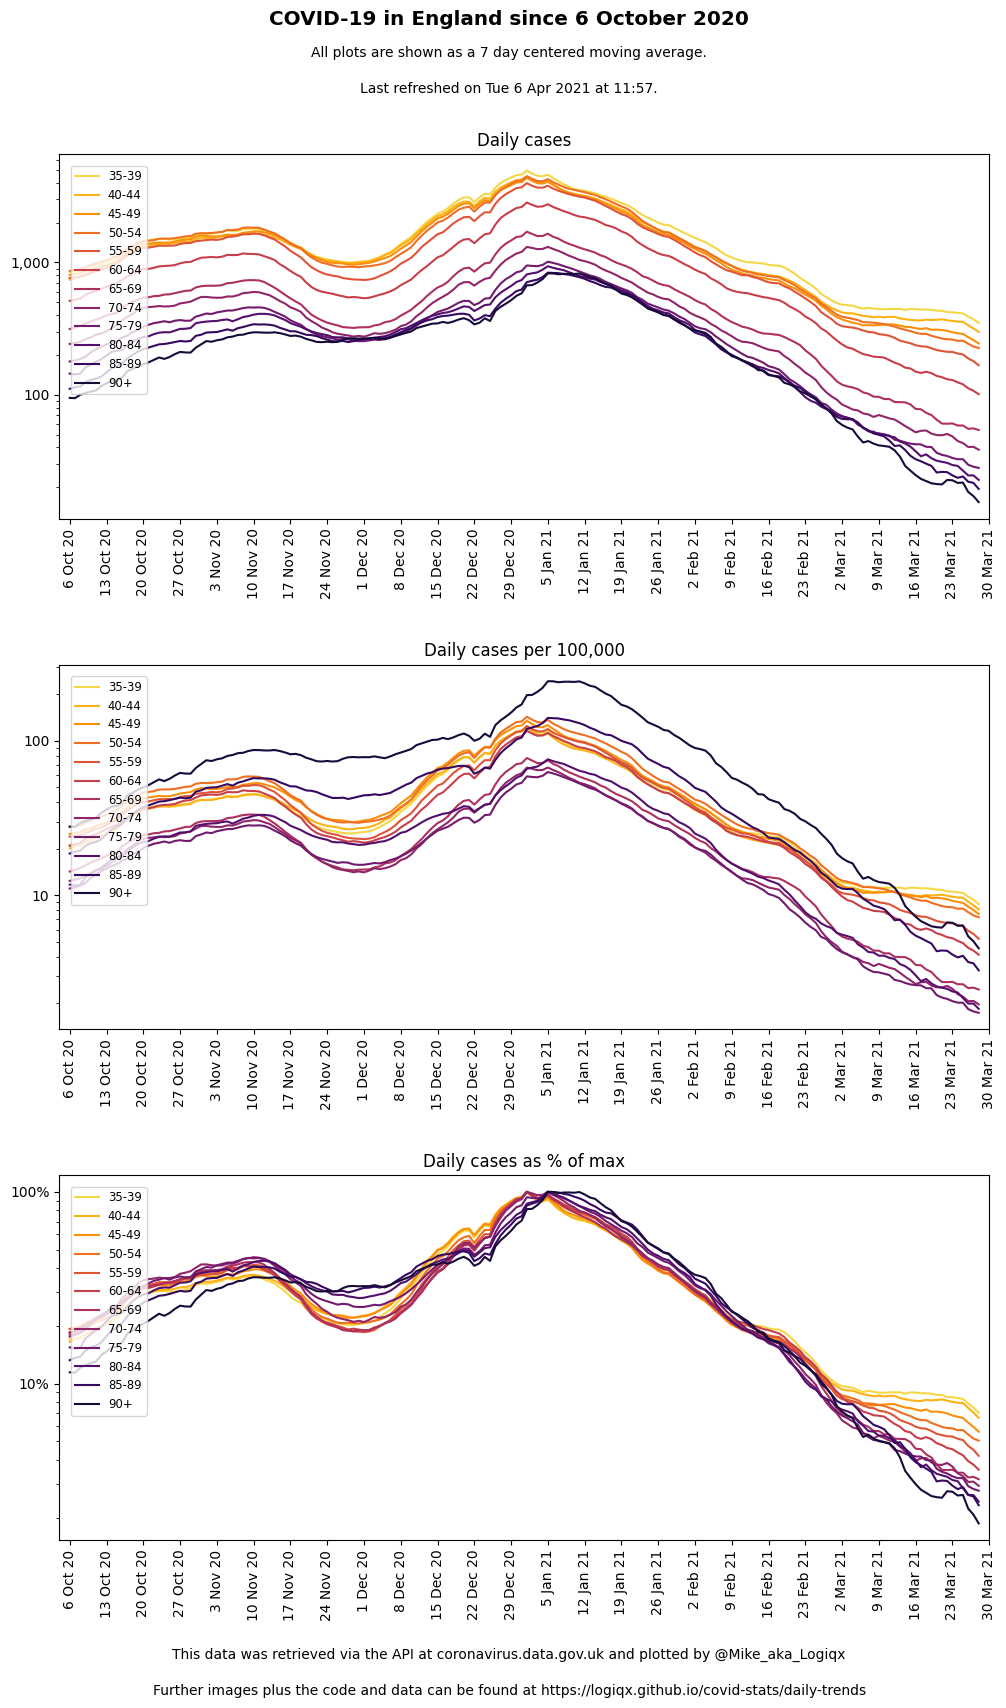 COVID-19 in England since 6 October 2020
All plots are shown as a 7 day centered moving average.
Last refreshed on Tue 6 Apr 2021 at 11:57.
Daily cases
35-39
40-44
45-49
50-54
55-59
60-64
65-69
70-74
75-79
80-84
85-89
90+
1,000
100
6 Oct 20
13 Oct 20
20 Oct 20
27 Oct 20
3 Nov 20
10 Nov 20
17 Nov 20
24 Nov 20
1 Dec 20
8 Dec 20
15 Dec 20
22 Dec 20
29 Dec 20
5 Jan 21
12 Jan 21
19 Jan 21
26 Jan 21
2 Feb 21
9 Feb 21
16 Feb 21
23 Feb 21
2 Mar 21
9 Mar 21
16 Mar 21
23 Mar 21
30 Mar 21
Daily cases per 100,000
35-39
40-44
45-49
50-54
55-59
60-64
65-69
70-74
75-79
80-84
85-89
90+
100
10
6 Oct 20
13 Oct 20
20 Oct 20
27 Oct 20
3 Nov 20
10 Nov 20
17 Nov 20
24 Nov 20
1 Dec 20
8 Dec 20
15 Dec 20
22 Dec 20
29 Dec 20
5 Jan 21
12 Jan 21
19 Jan 21
26 Jan 21
2 Feb 21
9 Feb 21
16 Feb 21
23 Feb 21
2 Mar 21
9 Mar 21
16 Mar 21
23 Mar 21
30 Mar 21
Daily cases as % of max
35-39
40-44
45-49
50-54
55-59
60-64
65-69
70-74
75-79
80-84
85-89
90+
100%
10%
6 Oct 20
13 Oct 20
20 Oct 20
27 Oct 20
3 Nov 20
10 Nov 20
17 Nov 20
24 Nov 20
1 Dec 20
8 Dec 20
15 Dec 20
22 Dec 20
29 Dec 20
5 Jan 21
12 Jan 21
19 Jan 21
26 Jan 21
2 Feb 21
9 Feb 21
16 Feb 21
23 Feb 21
2 Mar 21
9 Mar 21
16 Mar 21
23 Mar 21
30 Mar 21
This data was retrieved via the API at coronavirus.data.gov.uk and plotted by @Mike_aka_Logiqx
Further images plus the code and data can be found at https://logiqx.github.io/covid-stats/daily-trends